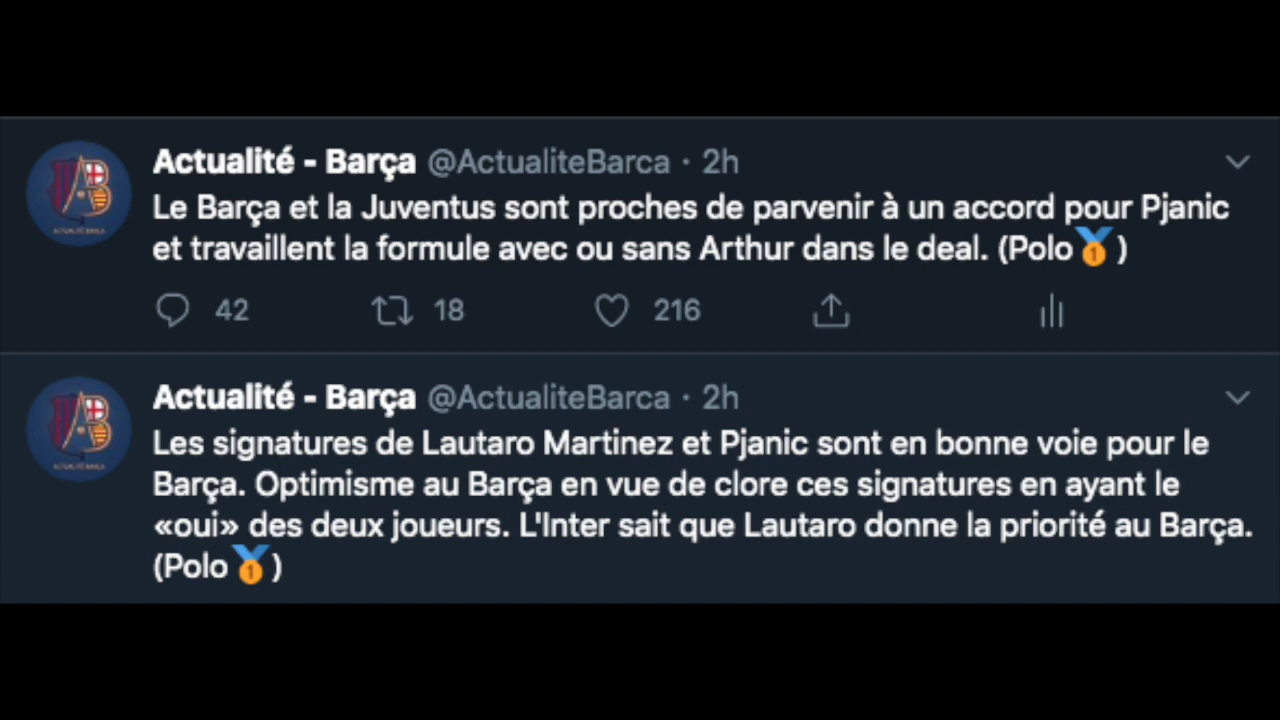 Actualité - Barça @ActualiteBarca · 2h
Le Barça et la Juventus sont proches de parvenir à un accord pour Pjanic
et travaillent la formule avec ou sans Arthur dans le deal. (Polo🥇)
42 18 216
Actualité - Barça @ActualiteBarca · 2h
Les signatures de Lautaro Martinez et Pjanic sont en bonne voie pour le
Barça. Optimisme au Barça en vue de clore ces signatures en ayant le
«oui» des deux joueurs. L'Inter sait que Lautaro donne la priorité au Barça.
(Polo🥇)